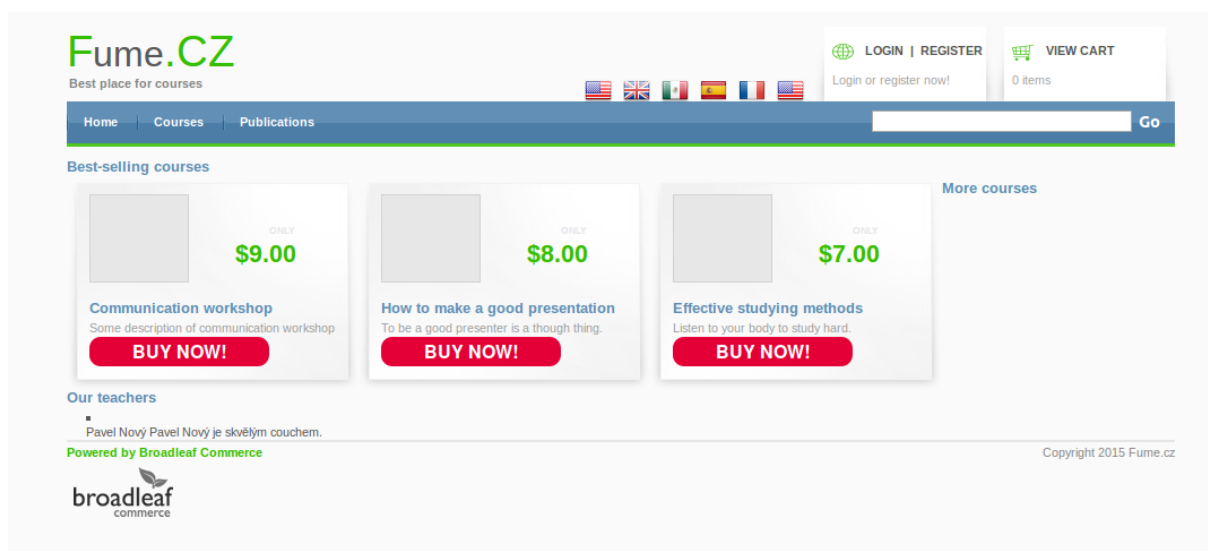 Fume.CZ
Best place for courses
LOGIN | REGISTER
Login or register now!
VIEW CART
0 items
Home
Courses
Publications
Go
Best-selling courses
More courses
ONLY
$9.00
Communication workshop
Some description of communication workshop
BUY NOW!
ONLY
$8.00
How to make a good presentation
To be a good presenter is a though thing.
BUY NOW!
ONLY
$7.00
Effective studying methods
Listen to your body to study hard.
BUY NOW!
Our teachers
Pavel Nový Pavel Nový je skvělým couchem.
Powered by Broadleaf Commerce
Copyright 2015 Fume.cz
broadleaf
commerce